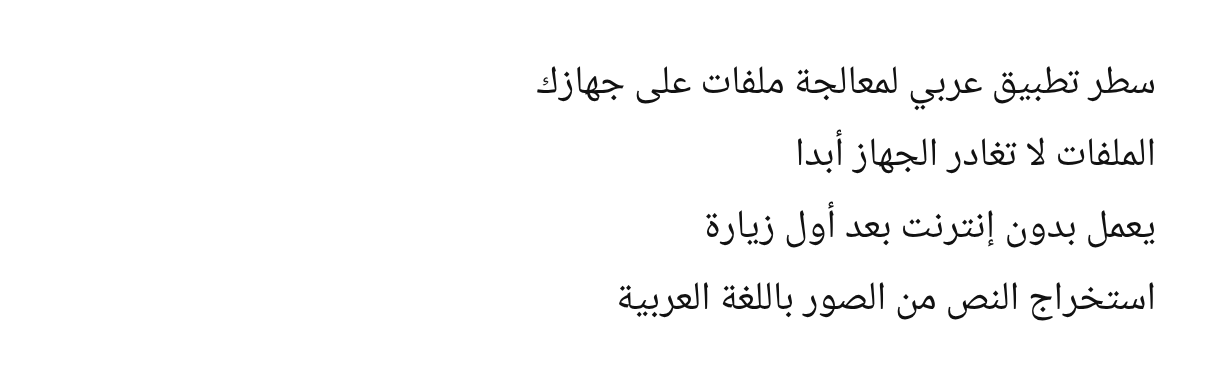 سطر تطبيق عربي لمعالجة ملفات على جهازك
الملفات لا تغادر الجهاز أبدا
يعمل بدون إنترنت بعد أول زيارة
استخراج النص من الصور باللغة العربية